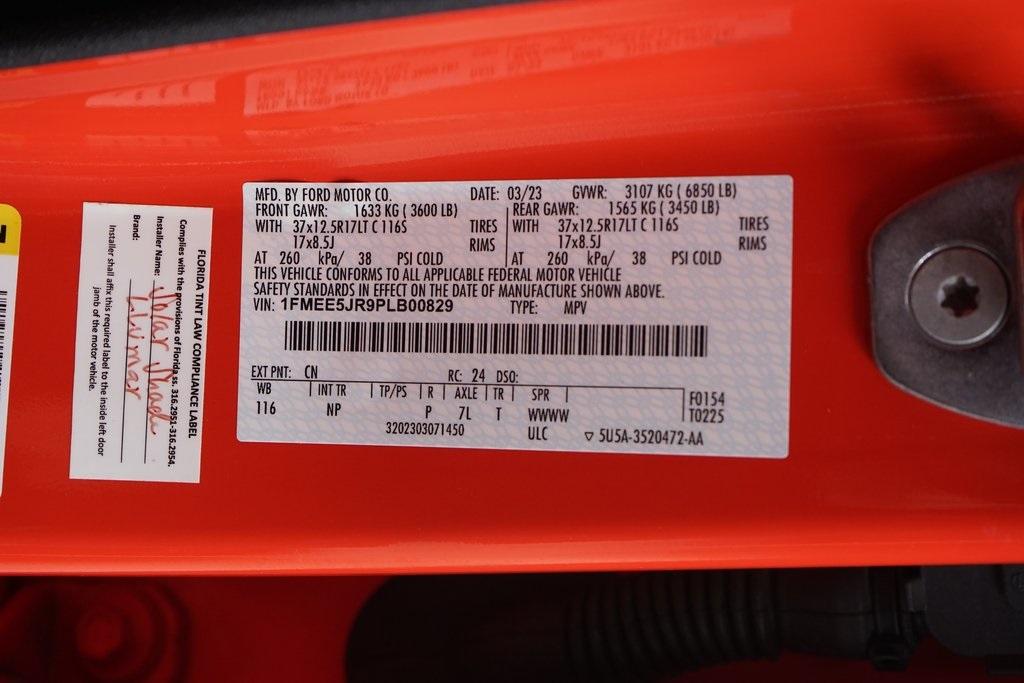 MFD. BY FORD MOTOR CO. DATE: 03/23 GVWR: 3107 KG ( 6850 LB)
FRONT GAWR: 1633 KG ( 3600 LB) REAR GAWR: 1565 KG ( 3450 LB)
WITH 37x12.5R17LT C 116S TIRES WITH 37x12.5R17LT C 116S TIRES
17x8.5J RIMS 17x8.5J RIMS
AT 260 kPa/ 38 PSI COLD AT 260 kPa/ 38 PSI COLD
THIS VEHICLE CONFORMS TO ALL APPLICABLE FEDERAL MOTOR VEHICLE
SAFETY STANDARDS IN EFFECT ON THE DATE OF MANUFACTURE SHOWN ABOVE.
VIN: 1FMEE5JR9PLB00829 TYPE: MPV
EXT PNT: CN RC: 24 DSO:
WB INT TR TP/PS R AXLE TR SPR F0154
116 NP P 7L T WWWW T0225
3202303071450 ULC ▽ 5U5A-3520472-AA
FLORIDA TINT LAW COMPLIANCE LABEL
Complies with the provisions of Florida ss. 316.2951-316.2954.
Installer Name: Solar Shade
Brand: Llumar
Installer shall affix this required label to the inside left door
jamb of the motor vehicle.